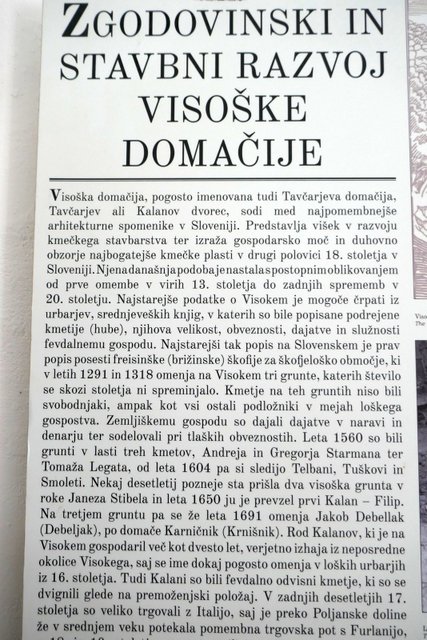 ZGODOVINSKI IN
STAVBNI RAZVOJ
VISOŠKE
DOMAČIJE
Visoška domačija, pogosto imenovana tudi Tavčarjeva domačija,
Tavčarjev ali Kalanov dvorec, sodi med najpomembnejše
arhitekturne spomenike v Sloveniji. Predstavlja višek v razvoju
kmečkega stavbarstva ter izraža gospodarsko moč in duhovno
obzorje najbogatejše kmečke plasti v drugi polovici 18. stoletja v
Sloveniji. Njena današnja podoba je nastala s postopnim oblikovanjem
od prve omembe v virih 13. stoletja do zadnjih sprememb v
20. stoletju. Najstarejše podatke o Visokem je mogoče črpati iz
urbarjev, srednjeveških knjig, v katerih so bile popisane podrejene
kmetije (hube), njihova velikost, obveznosti, dajatve in služnosti
fevdalnemu gospodu. Najstarejši tak popis na Slovenskem je prav
popis posesti freisinške (brižinske) škofije za škofjeloško območje, ki
v letih 1291 in 1318 omenja na Visokem tri grunte, katerih število
se skozi stoletja ni spreminjalo. Kmetje na teh gruntih niso bili
svobodnjaki, ampak kot vsi ostali podložniki v mejah loškega
gospostva. Zemljiškemu gospodu so dajali dajatve v naravi in
denarju ter sodelovali pri tlaških obveznostih. Leta 1560 so bili
grunti v lasti treh kmetov, Andreja in Gregorja Starmana ter
Tomaža Legata, od leta 1604 pa si sledijo Telbani, Tuškovi in
Smoleti. Nekaj desetletij pozneje sta prišla dva visoška grunta v
roke Janeza Stibela in leta 1650 ju je prevzel prvi Kalan – Filip.
Na tretjem gruntu pa se že leta 1691 omenja Jakob Debellak
(Debeljak), po domače Karničnik (Krnišnik). Rod Kalanov, ki je na
Visokem gospodaril več kot dvesto let, verjetno izhaja iz neposredne
okolice Visokega, saj se ime dokaj pogosto omenja v loških urbarjih
iz 16. stoletja. Tudi Kalani so bili fevdalno odvisni kmetje, ki so se
dvignili glede na premoženjski položaj. V zadnjih desetletjih 17.
stoletja so veliko trgovali z Italijo, saj je preko Poljanske doline
že v srednjem veku potekala pomembna trgovska pot s Furlanijo,